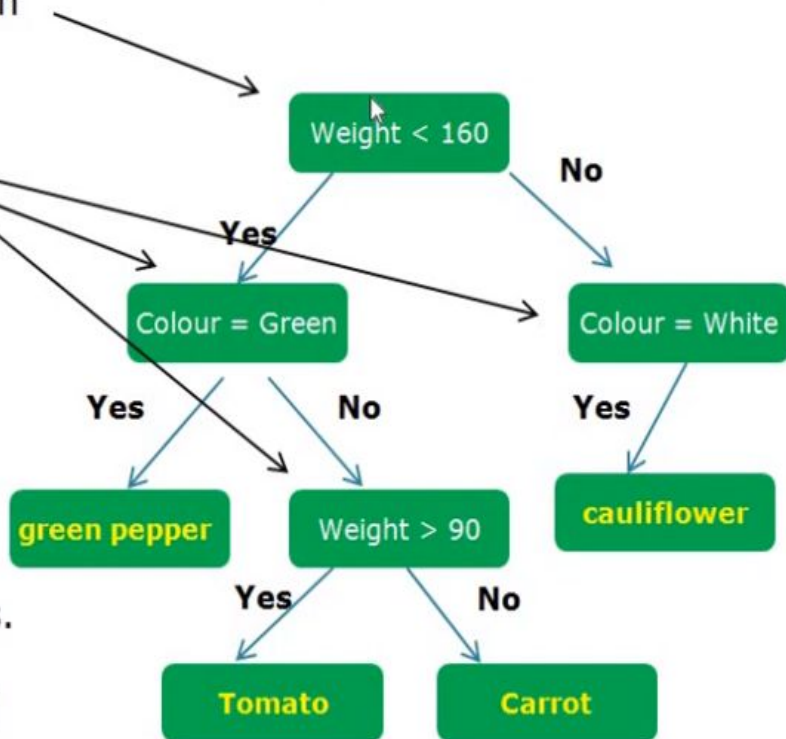 Weight < 160
No
Yes
Colour = Green
Colour = White
Yes
No
Yes
green pepper
Weight > 90
cauliflower
Yes
No
Tomato
Carrot